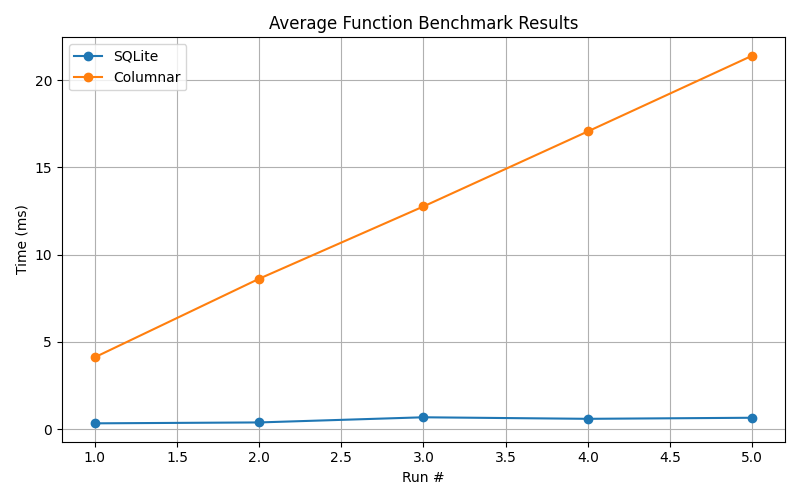 Average Function Benchmark Results
SQLite
Columnar
Time (ms)
20
15
10
5
0
1.0 1.5 2.0 2.5 3.0 3.5 4.0 4.5 5.0
Run #